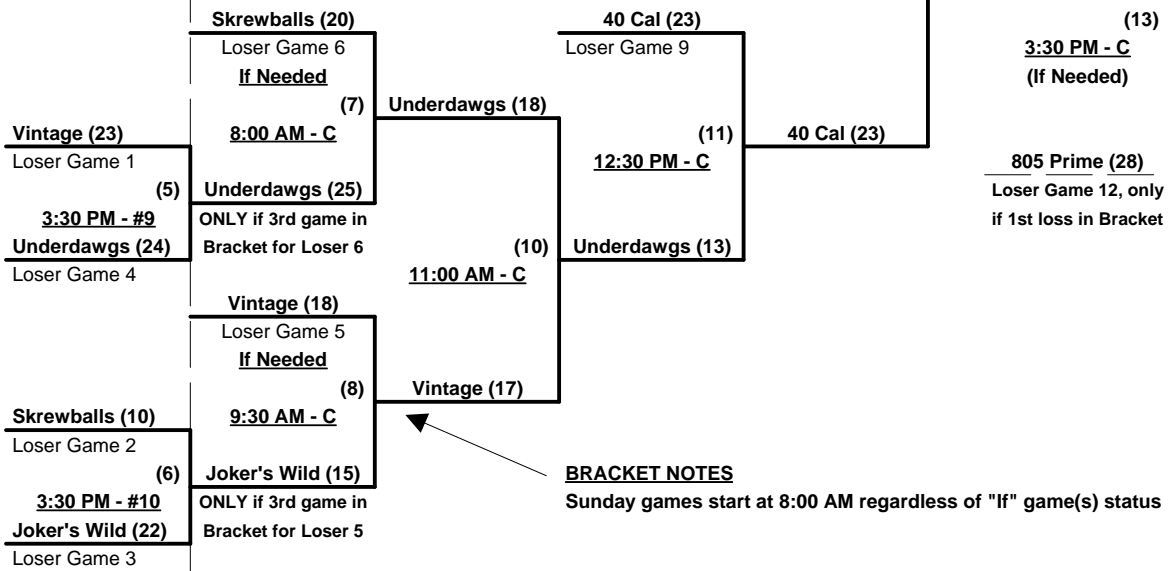 Skrewballs (20)
Loser Game 6
If Needed
(7)
8:00 AM - C
Underdawgs (25)
ONLY if 3rd game in
Bracket for Loser 6
Vintage (23)
Loser Game 1
(5)
3:30 PM - #9
Underdawgs (24)
Loser Game 4
Underdawgs (18)
40 Cal (23)
Loser Game 9
(11)
12:30 PM - C
40 Cal (23)
(13)
3:30 PM - C
(If Needed)
805 Prime (28)
Loser Game 12, only
if 1st loss in Bracket
(10)
11:00 AM - C
Underdawgs (13)
Vintage (18)
Loser Game 5
If Needed
(8)
9:30 AM - C
Vintage (17)
Skrewballs (10)
Loser Game 2
(6)
3:30 PM - #10
Joker's Wild (22)
Loser Game 3
Joker's Wild (15)
ONLY if 3rd game in
Bracket for Loser 5
BRACKET NOTES
Sunday games start at 8:00 AM regardless of "If" game(s) status